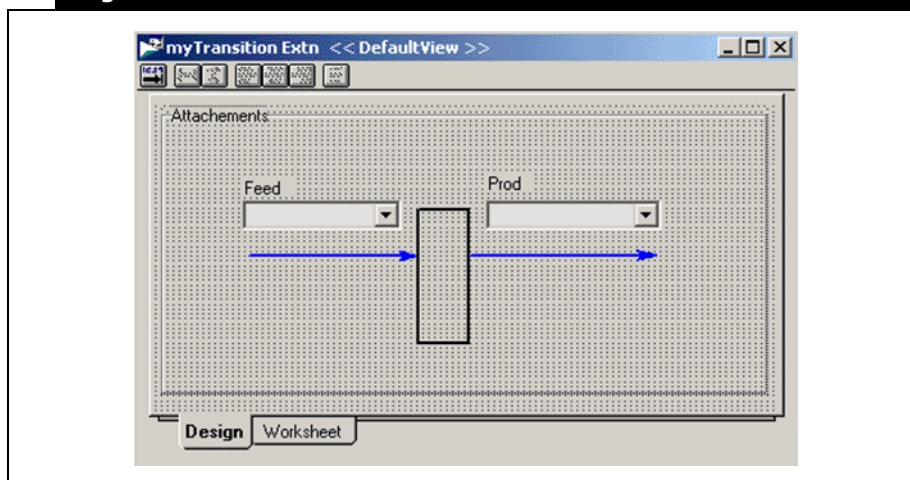 myTransition Extn << DefaultView >>
Attachements
Feed
Prod
Design
Worksheet